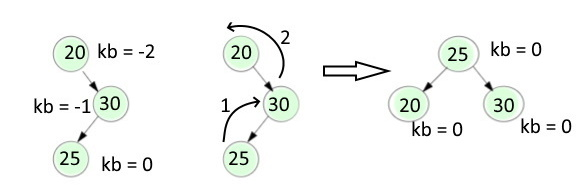 20 kb = -2
kb = -1 30
25 kb = 0
20 2
1 30
25
25 kb = 0
20 30
kb = 0 kb = 0